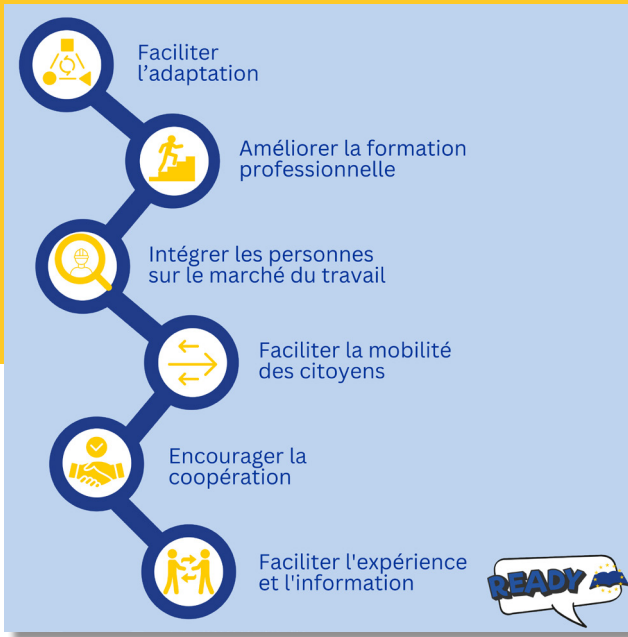 Faciliter
l'adaptation
Améliorer la formation
professionnelle
Intégrer les personnes
sur le marché du travail
Faciliter la mobilité
des citoyens
Encourager la
coopération
Faciliter l'expérience
et l'information
READY